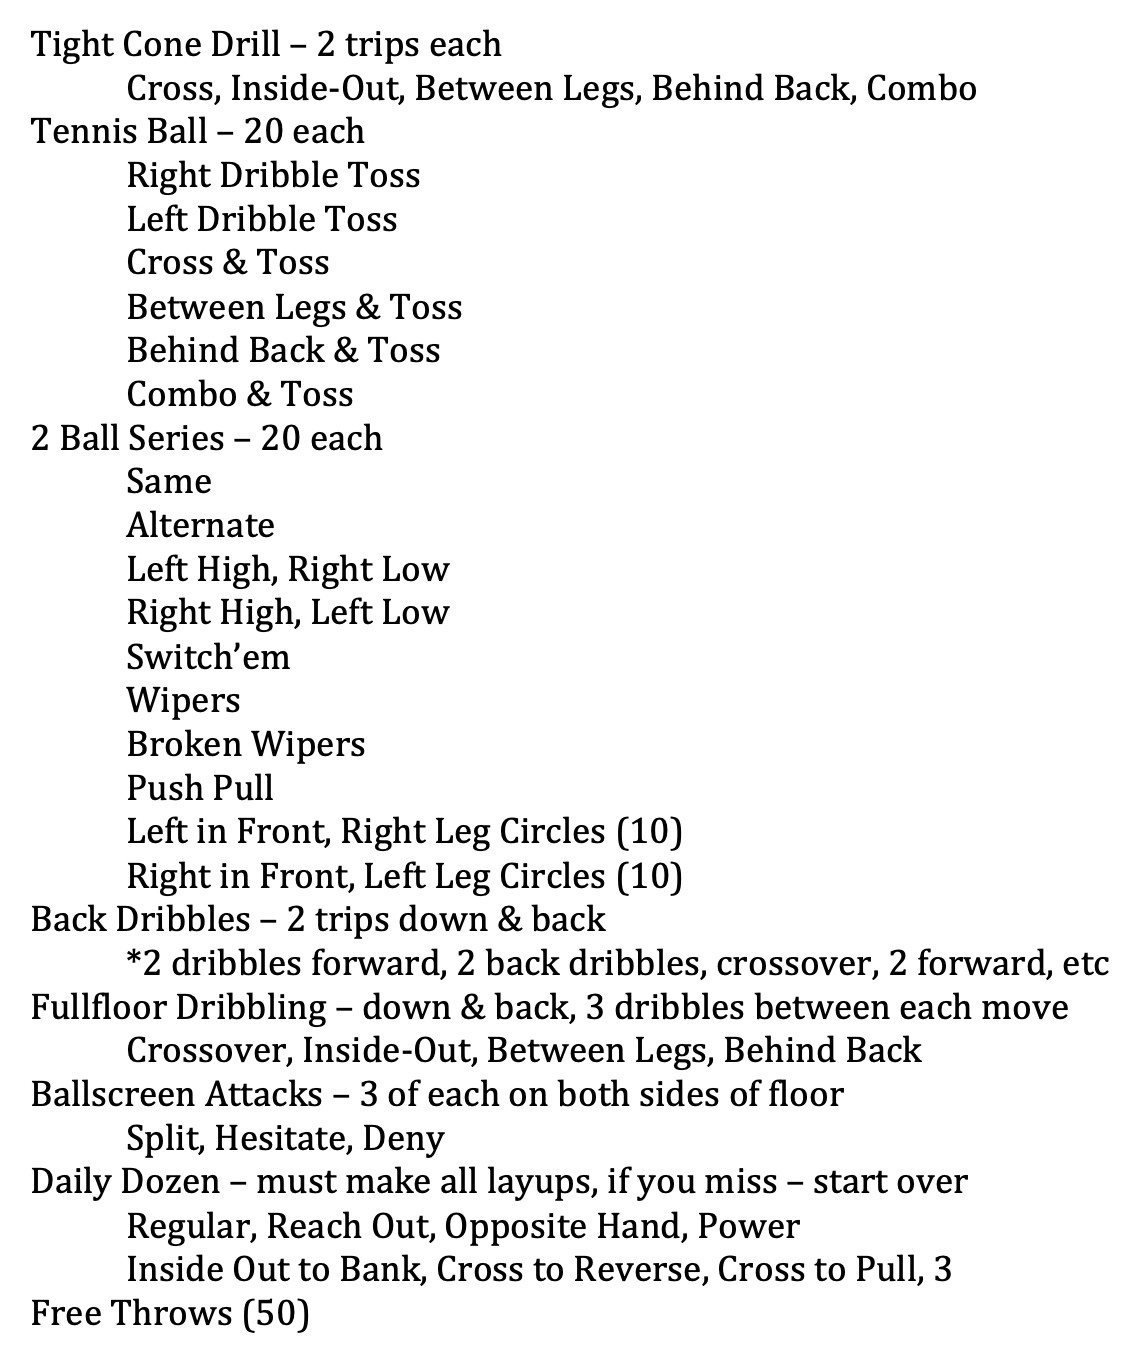 Tight Cone Drill – 2 trips each
Cross, Inside-Out, Between Legs, Behind Back, Combo
Tennis Ball – 20 each
Right Dribble Toss
Left Dribble Toss
Cross & Toss
Between Legs & Toss
Behind Back & Toss
Combo & Toss
2 Ball Series – 20 each
Same
Alternate
Left High, Right Low
Right High, Left Low
Switch’em
Wipers
Broken Wipers
Push Pull
Left in Front, Right Leg Circles (10)
Right in Front, Left Leg Circles (10)
Back Dribbles – 2 trips down & back
*2 dribbles forward, 2 back dribbles, crossover, 2 forward, etc
Fullfloor Dribbling – down & back, 3 dribbles between each move
Crossover, Inside-Out, Between Legs, Behind Back
Ballscreen Attacks – 3 of each on both sides of floor
Split, Hesitate, Deny
Daily Dozen – must make all layups, if you miss – start over
Regular, Reach Out, Opposite Hand, Power
Inside Out to Bank, Cross to Reverse, Cross to Pull, 3
Free Throws (50)